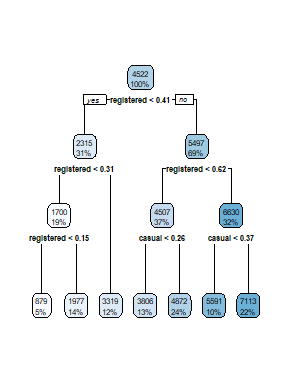 4522
100%
yes registered < 0.41 no
2315 5497
31% 69%
registered < 0.31 registered < 0.62
1700 4507 6630
19% 37% 32%
registered < 0.15 casual < 0.26 casual < 0.37
879 1977 3319 3806 4872 5591 7113
5% 14% 12% 13% 24% 10% 22%